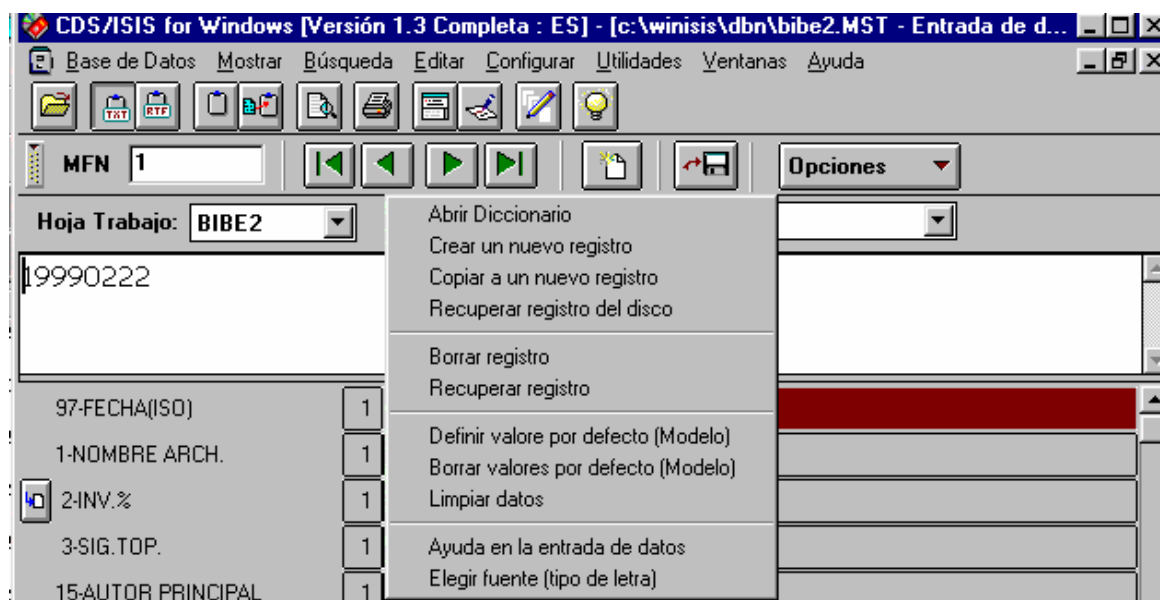 CDS/ISIS for Windows [Versión 1.3 Completa : ES] - [c:\winisis\dbn\bibe2.MST - Entrada de d...
Base de Datos Mostrar Búsqueda Editar Configurar Utilidades Ventanas Ayuda
TXT RTF
MFN 1 Opciones
Hoja Trabajo: BIBE2
19990222
Abrir Diccionario
Crear un nuevo registro
Copiar a un nuevo registro
Recuperar registro del disco
Borrar registro
Recuperar registro
Definir valore por defecto (Modelo)
Borrar valores por defecto (Modelo)
Limpiar datos
Ayuda en la entrada de datos
Elegir fuente (tipo de letra)
97-FECHA(ISO) 1
1-NOMBRE ARCH. 1
2-INV.% 1
3-SIG.TOP. 1
15-AUTOR PRINCIPAL 1